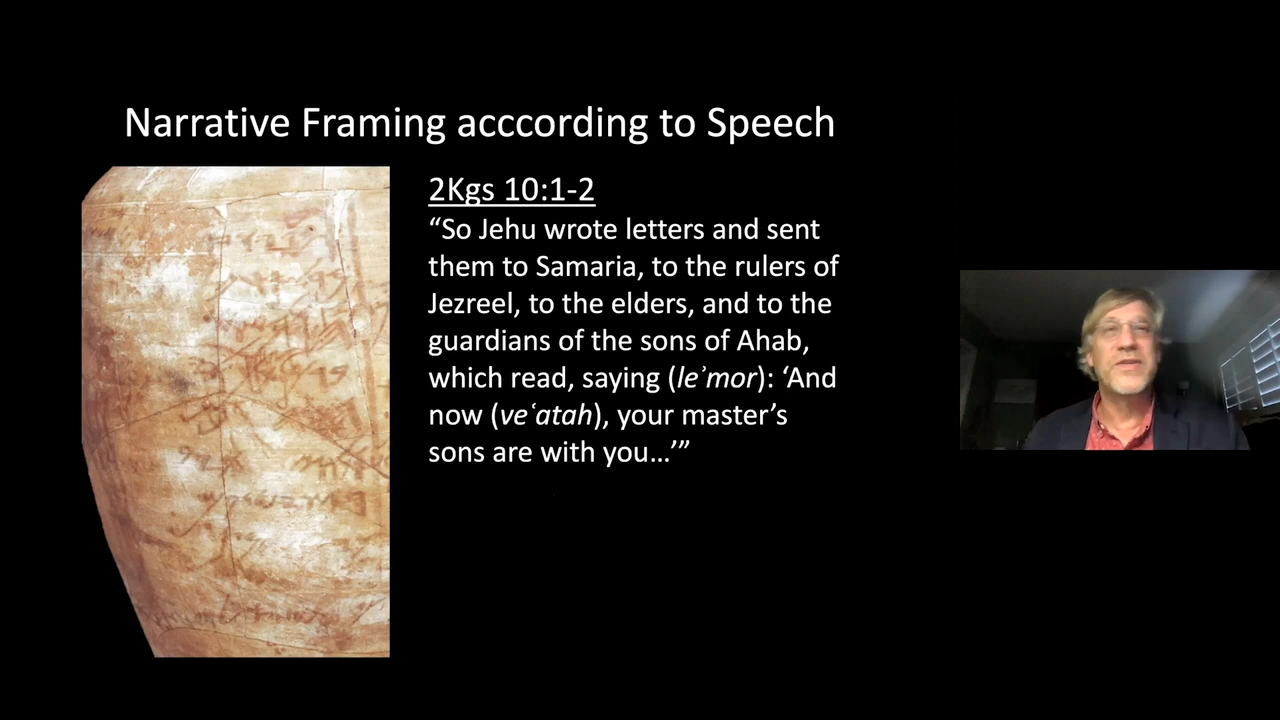 Narrative Framing acccording to Speech
2Kgs 10:1-2
“So Jehu wrote letters and sent
them to Samaria, to the rulers of
Jezreel, to the elders, and to the
guardians of the sons of Ahab,
which read, saying (leʾmor): ‘And
now (veʿatah), your master’s
sons are with you…’”